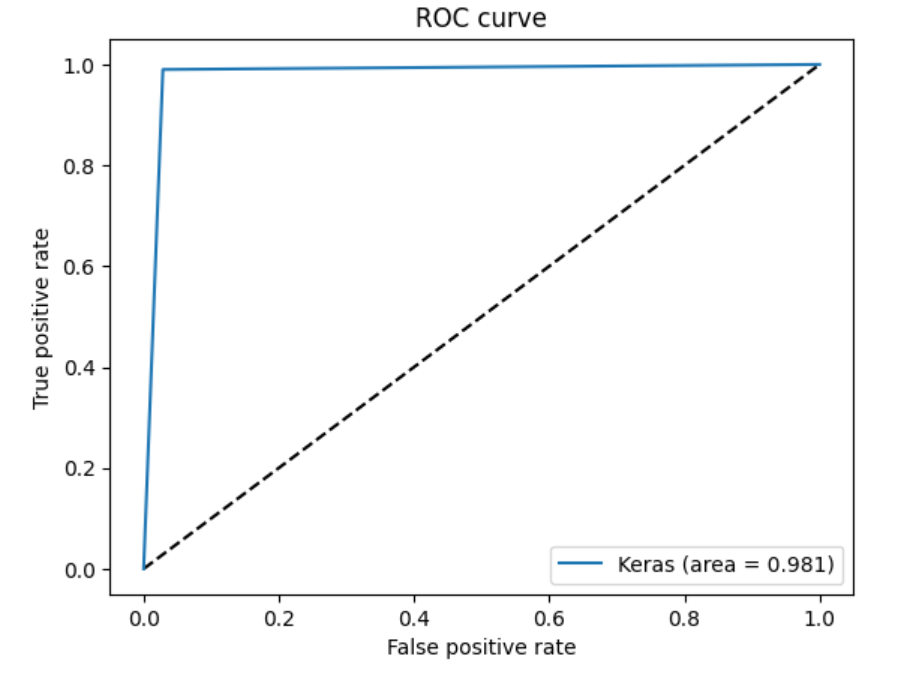 ROC curve
1.0
0.8
0.6
0.4
0.2
0.0
True positive rate
Keras (area = 0.981)
0.0 0.2 0.4 0.6 0.8 1.0
False positive rate